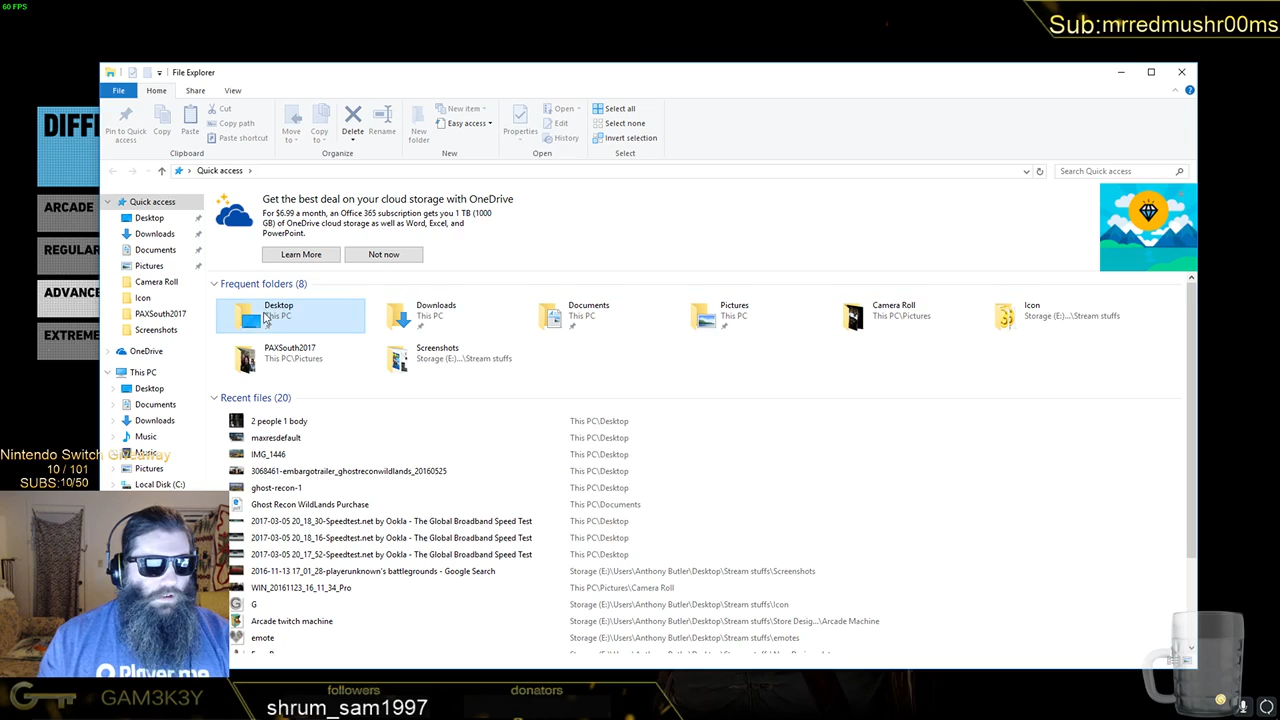 60 FPS
Sub:mrredmushr00ms
File Explorer
File
Home
Share
View
Pin to Quick access
Copy
Paste
Cut
Copy path
Paste shortcut
Clipboard
Move to
Copy to
Delete
Rename
Organize
New folder
New item
Easy access
New
Properties
Open
Edit
History
Open
Select all
Select none
Invert selection
Select
Quick access
Search Quick access
DIFF
ARCADE
REGULAR
ADVANCE
EXTREME
Quick access
Desktop
Downloads
Documents
Pictures
Camera Roll
Icon
PAXSouth2017
Screenshots
OneDrive
This PC
Desktop
Documents
Downloads
Music
Music
Pictures
Local Disk (C:)
Get the best deal on your cloud storage with OneDrive
For $6.99 a month, an Office 365 subscription gets you 1 TB (1000
GB) of OneDrive cloud storage as well as Word, Excel, and
PowerPoint.
Learn More
Not now
Frequent folders (8)
Desktop
This PC
Downloads
This PC
Documents
This PC
Pictures
This PC
Camera Roll
This PC\Pictures
Icon
Storage (E:)...\Stream stuffs
PAXSouth2017
This PC\Pictures
Screenshots
Storage (E:)...\Stream stuffs
Recent files (20)
2 people 1 body This PC\Desktop
maxresdefault This PC\Desktop
IMG_1446 This PC\Desktop
3068461-embargotrailer_ghostreconwildlands_20160525 This PC\Desktop
ghost-recon-1 This PC\Desktop
Ghost Recon WildLands Purchase This PC\Documents
2017-03-05 20_18_30-Speedtest.net by Ookla - The Global Broadband Speed Test This PC\Desktop
2017-03-05 20_18_16-Speedtest.net by Ookla - The Global Broadband Speed Test This PC\Desktop
2017-03-05 20_17_52-Speedtest.net by Ookla - The Global Broadband Speed Test This PC\Desktop
2016-11-13 17_01_28-playerunknown's battlegrounds - Google Search Storage (E:)\Users\Anthony Butler\Desktop\Stream stuffs\Screenshots
WIN_20161123_16_11_34_Pro This PC\Pictures\Camera Roll
G Storage (E:)\Users\Anthony Butler\Desktop\Stream stuffs\Icon
Arcade twitch machine Storage (E:)\Users\Anthony Butler\Desktop\Stream stuffs\Store Desig...\Arcade Machine
emote Storage (E:)\Users\Anthony Butler\Desktop\Stream stuffs\emotes
Nintendo Switch Giveaway
10 / 101
SUBS:10/50
Player.me
GAM3K3Y
followers
shrum_sam1997
donators